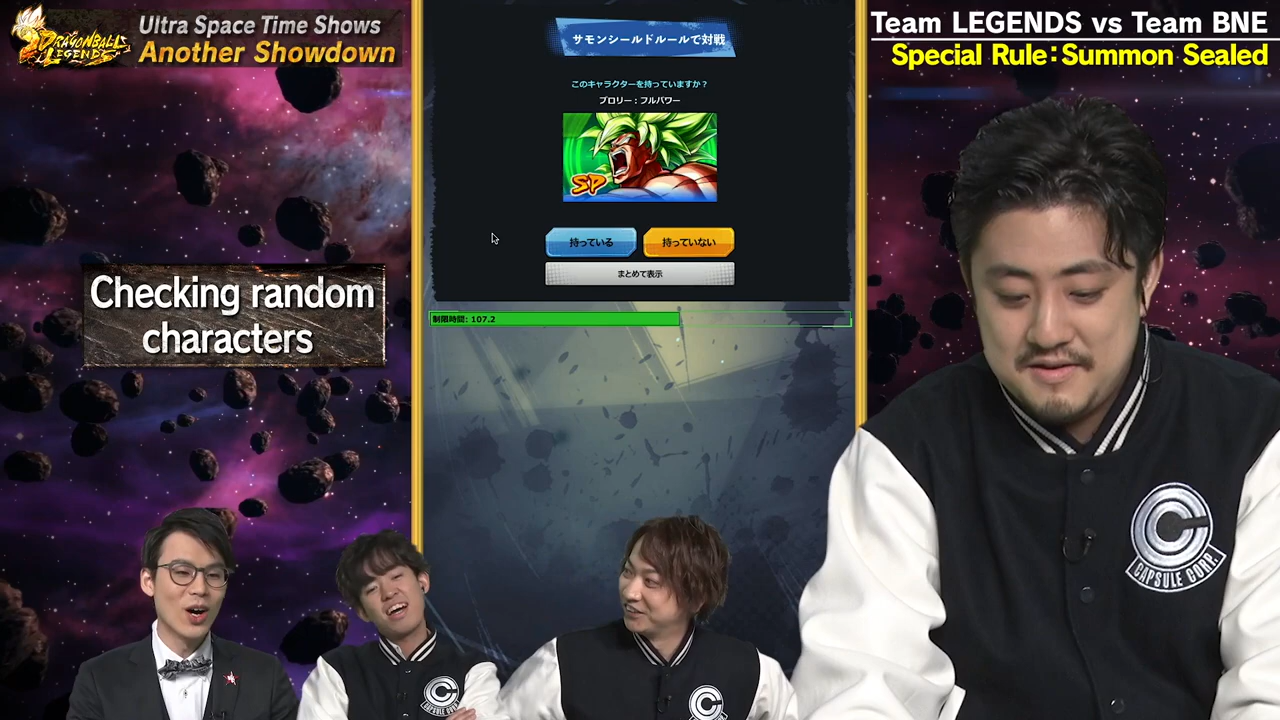 DRAGONBALL
LEGENDS
Ultra Space Time Shows
Another Showdown
Team LEGENDS vs Team BNE
Special Rule:Summon Sealed
サモンシールドルールで対戦
このキャラクターを持っていますか?
ブロリー:フルパワー
SP
持っている
持っていない
まとめて表示
制限時間: 107.2
Checking random
characters
CAPSULE CORP.
CAPSULE CORP.